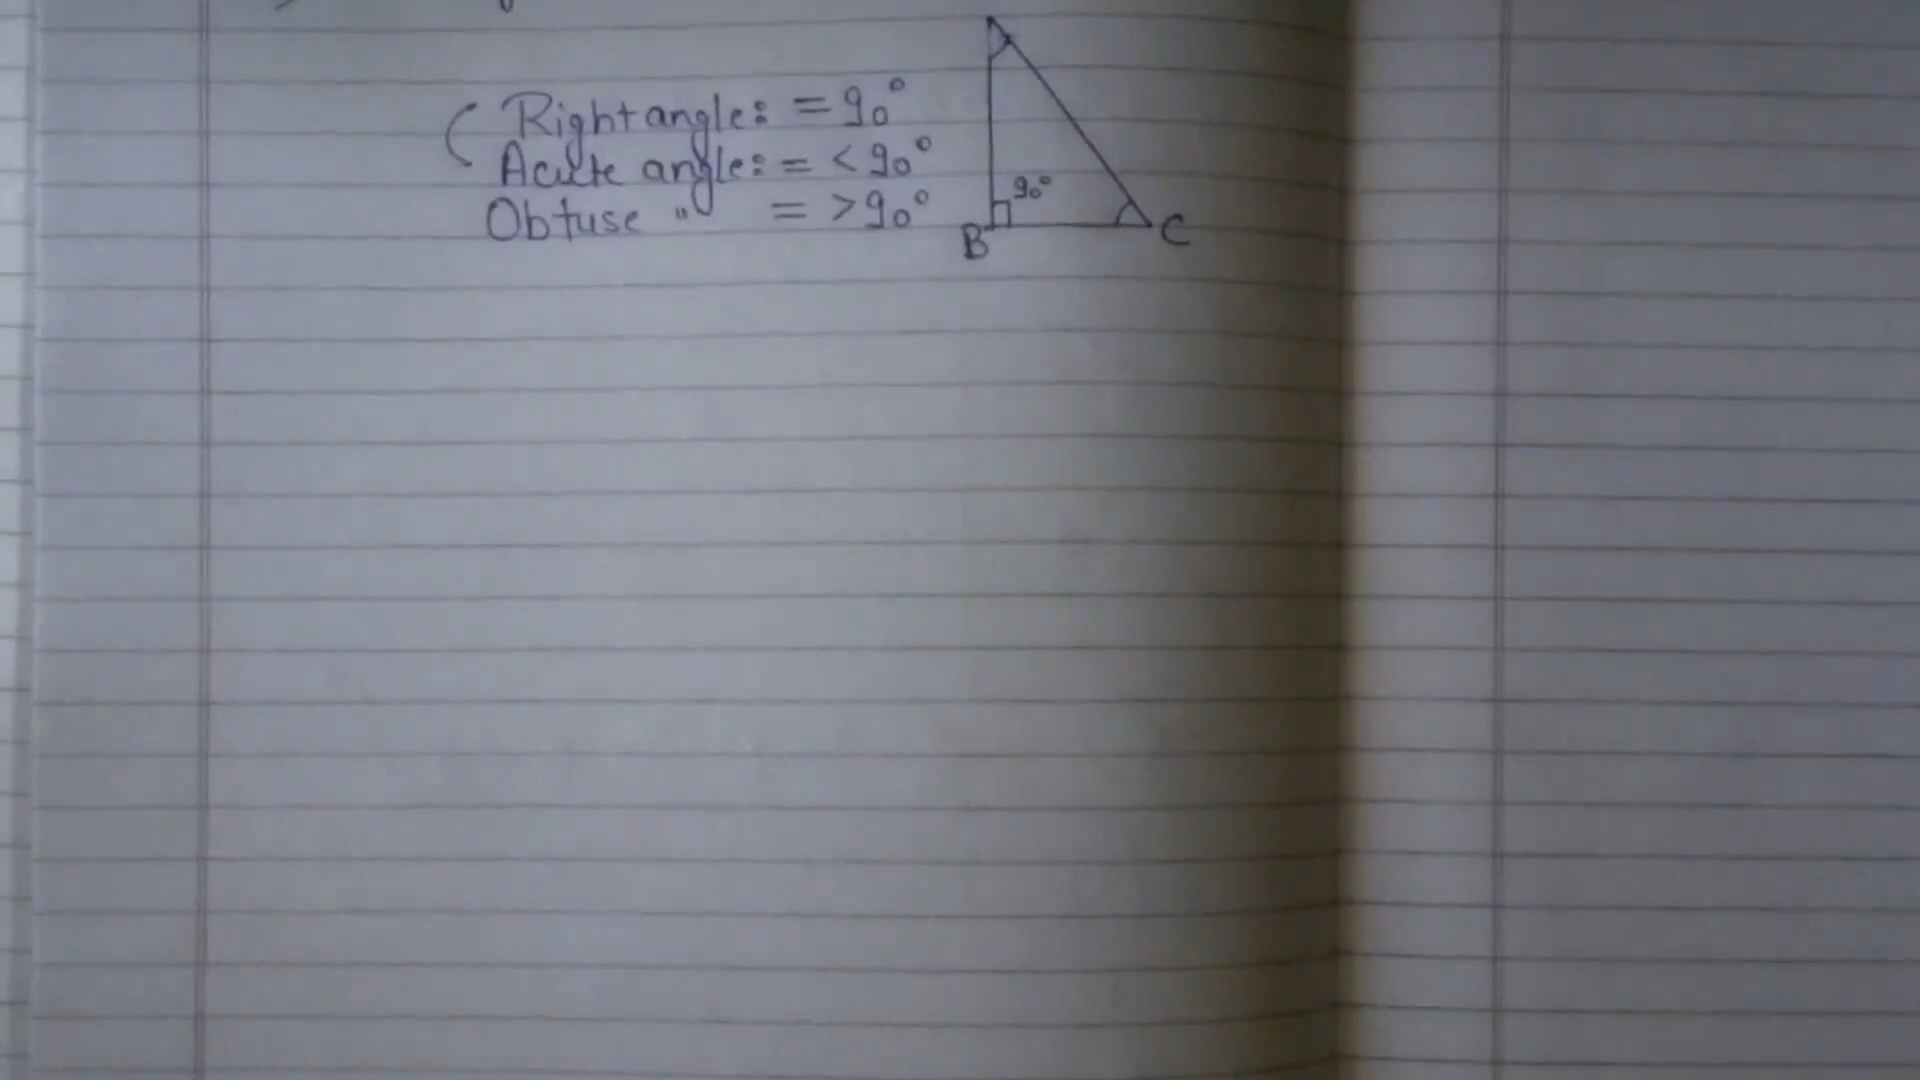 Right angle: = 90°
Acute angle: = < 90°
Obtuse " = > 90°
90°
B
C